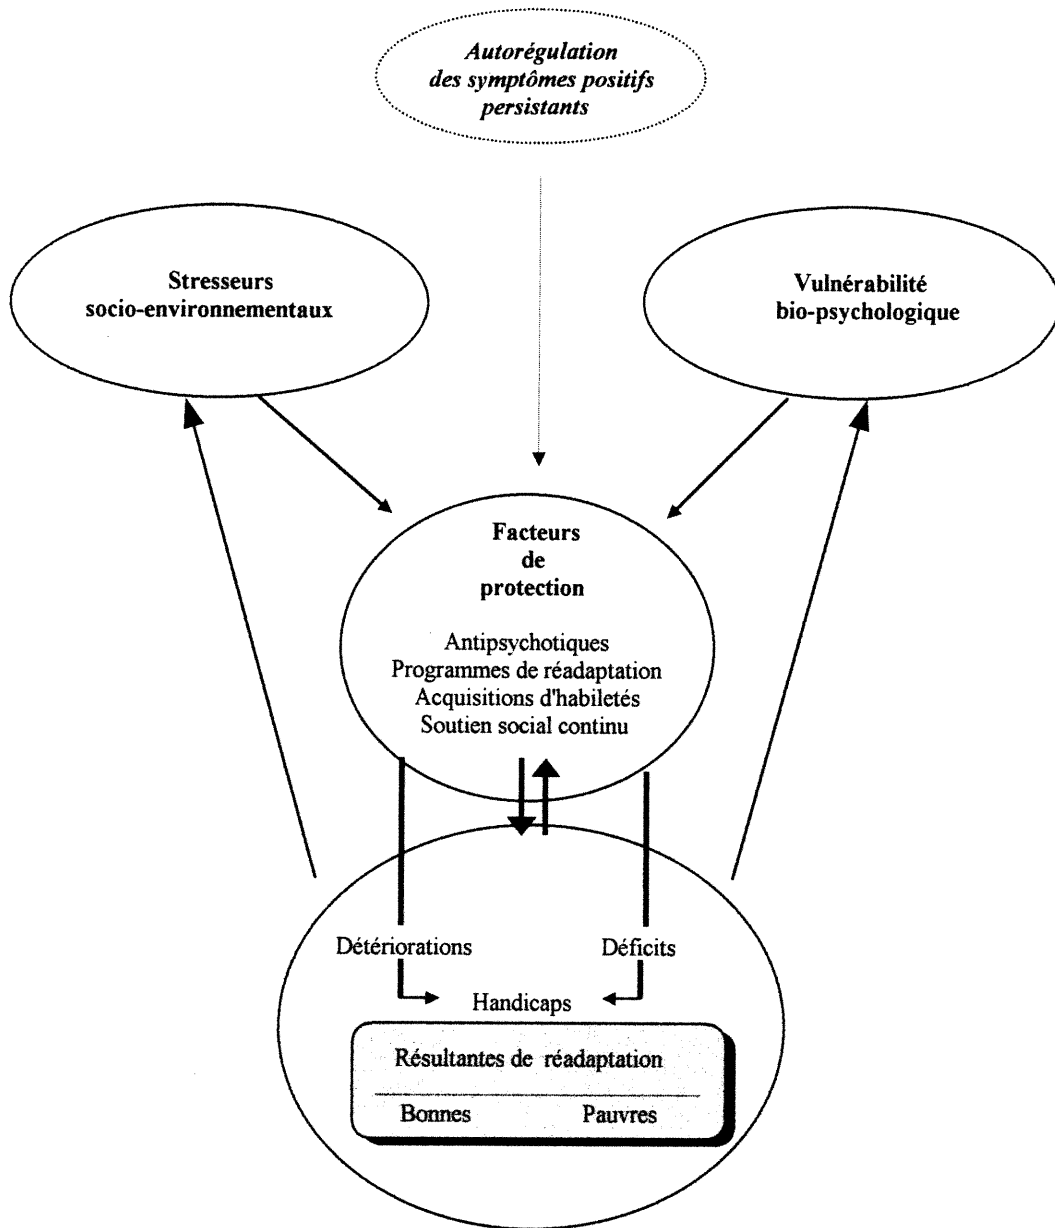 Autorégulation
des symptômes positifs
persistants
Stresseurs
socio-environnementaux
Vulnérabilité
bio-psychologique
Facteurs
de
protection
Antipsychotiques
Programmes de réadaptation
Acquisitions d'habiletés
Soutien social continu
Détériorations
Déficits
Handicaps
Résultantes de réadaptation
Bonnes
Pauvres